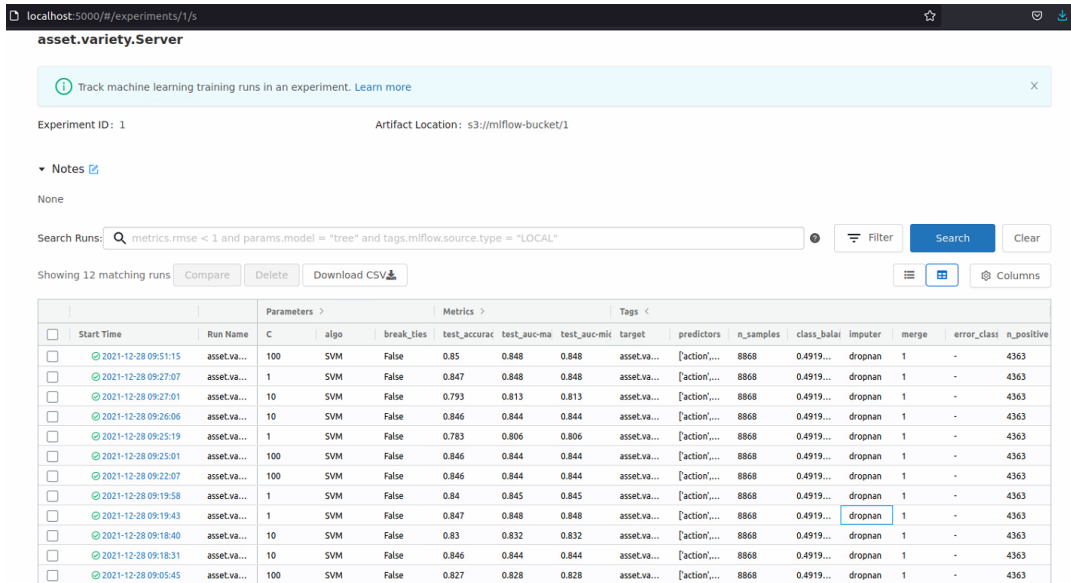 localhost:5000/#/experiments/1/s
asset.variety.Server
Track machine learning training runs in an experiment. Learn more
Experiment ID: 1 Artifact Location: s3://mlflow-bucket/1
Notes
None
Search Runs: metrics.rmse < 1 and params.model = "tree" and tags.mlflow.source.type = "LOCAL" Filter Search Clear
Showing 12 matching runs Compare Delete Download CSV Columns
Parameters > Metrics > Tags <
Start Time Run Name C algo break_ties test_accurac test_auc-ma test_auc-mic target predictors n_samples class_balar imputer merge error_class n_positive
2021-12-28 09:51:15 asset.va... 100 SVM False 0.85 0.848 0.848 asset.va... ['action',... 8868 0.4919... dropnan 1 - 4363
2021-12-28 09:27:07 asset.va... 1 SVM False 0.847 0.848 0.848 asset.va... ['action',... 8868 0.4919... dropnan 1 - 4363
2021-12-28 09:27:01 asset.va... 10 SVM False 0.793 0.813 0.813 asset.va... ['action',... 8868 0.4919... dropnan 1 - 4363
2021-12-28 09:26:06 asset.va... 10 SVM False 0.846 0.844 0.844 asset.va... ['action',... 8868 0.4919... dropnan 1 - 4363
2021-12-28 09:25:19 asset.va... 1 SVM False 0.783 0.806 0.806 asset.va... ['action',... 8868 0.4919... dropnan 1 - 4363
2021-12-28 09:25:01 asset.va... 100 SVM False 0.846 0.844 0.844 asset.va... ['action',... 8868 0.4919... dropnan 1 - 4363
2021-12-28 09:22:07 asset.va... 100 SVM False 0.846 0.844 0.844 asset.va... ['action',... 8868 0.4919... dropnan 1 - 4363
2021-12-28 09:19:58 asset.va... 1 SVM False 0.84 0.845 0.845 asset.va... ['action',... 8868 0.4919... dropnan 1 - 4363
2021-12-28 09:19:43 asset.va... 1 SVM False 0.847 0.848 0.848 asset.va... ['action',... 8868 0.4919... dropnan 1 - 4363
2021-12-28 09:18:40 asset.va... 10 SVM False 0.83 0.832 0.832 asset.va... ['action',... 8868 0.4919... dropnan 1 - 4363
2021-12-28 09:18:31 asset.va... 10 SVM False 0.846 0.844 0.844 asset.va... ['action',... 8868 0.4919... dropnan 1 - 4363
2021-12-28 09:05:45 asset.va... 100 SVM False 0.827 0.828 0.828 asset.va... ['action',... 8868 0.4919... dropnan 1 - 4363